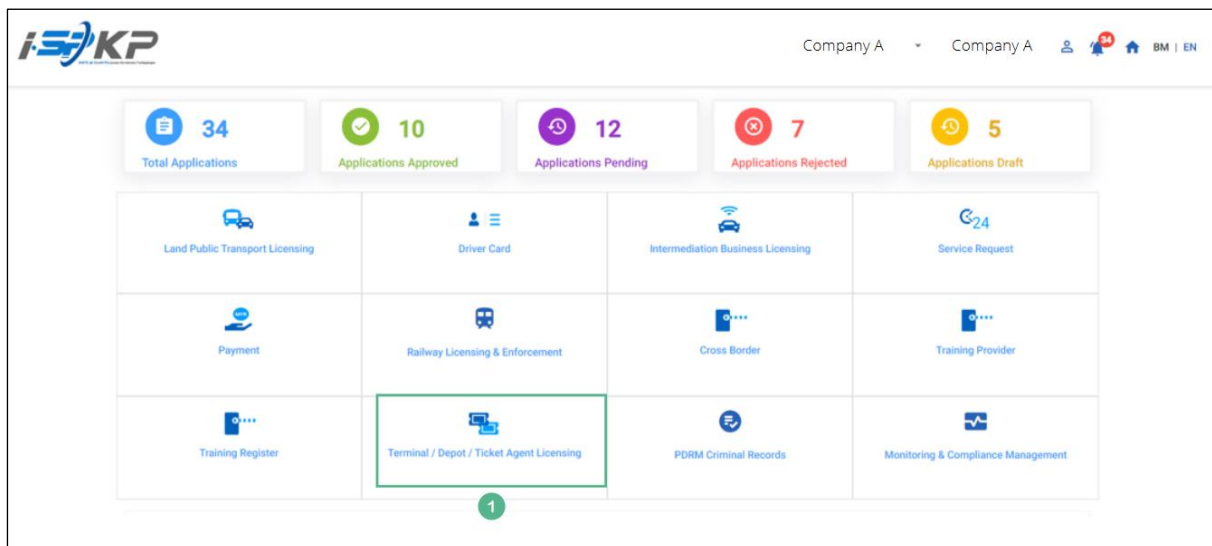 i-SPKP
Company A Company A 34 BM | EN
34 10 12 7 5
Total Applications Applications Approved Applications Pending Applications Rejected Applications Draft
24
Land Public Transport Licensing Driver Card Intermediation Business Licensing Service Request
Payment Railway Licensing & Enforcement Cross Border Training Provider
Training Register Terminal / Depot / Ticket Agent Licensing PDRM Criminal Records Monitoring & Compliance Management
1